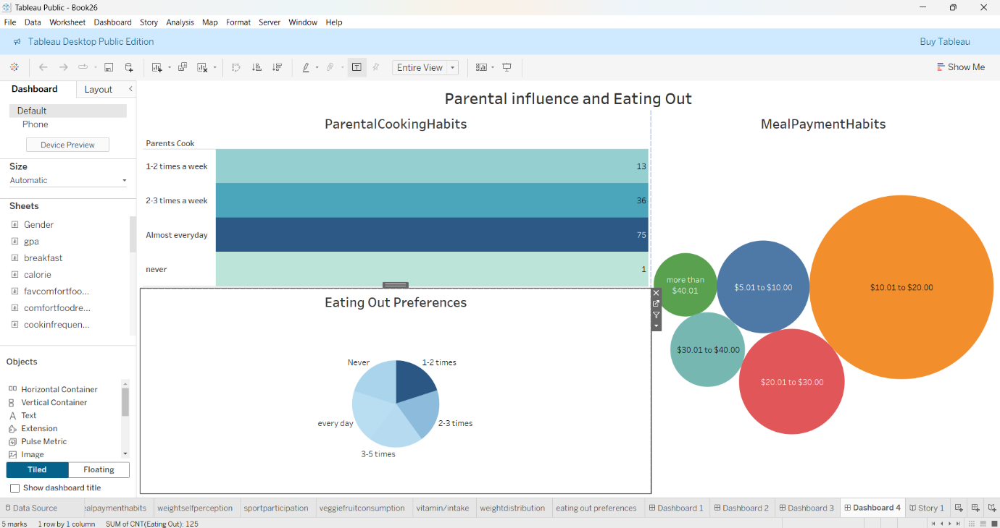 Tableau Public - Book26
File Data Worksheet Dashboard Story Analysis Map Format Server Window Help
Tableau Desktop Public Edition
Buy Tableau
Entire View
Show Me
Dashboard
Layout
Default
Phone
Device Preview
Size
Automatic
Sheets
Gender
gpa
breakfast
calorie
favcomfortfoo...
comfortfoodre...
cookinfrequen...
Objects
Horizontal Container
Vertical Container
Text
Extension
Pulse Metric
Image
Tiled
Floating
Show dashboard title
Parental influence and Eating Out
ParentalCookingHabits
Parents Cook
1-2 times a week 13
2-3 times a week 36
Almost everyday 75
never 1
Eating Out Preferences
Never
1-2 times
every day
2-3 times
3-5 times
MealPaymentHabits
more than
$40.01
$5.01 to $10.00
$10.01 to $20.00
$30.01 to $40.00
$20.01 to $30.00
Data Source ealpaymenthabits weightselfperception sportparticipation veggiefruitconsumption vitamin/intake weightdistribution eating out preferences Dashboard 1 Dashboard 2 Dashboard 3 Dashboard 4 Story 1
5 marks 1 row by 1 column SUM of CNT(Eating Out): 125